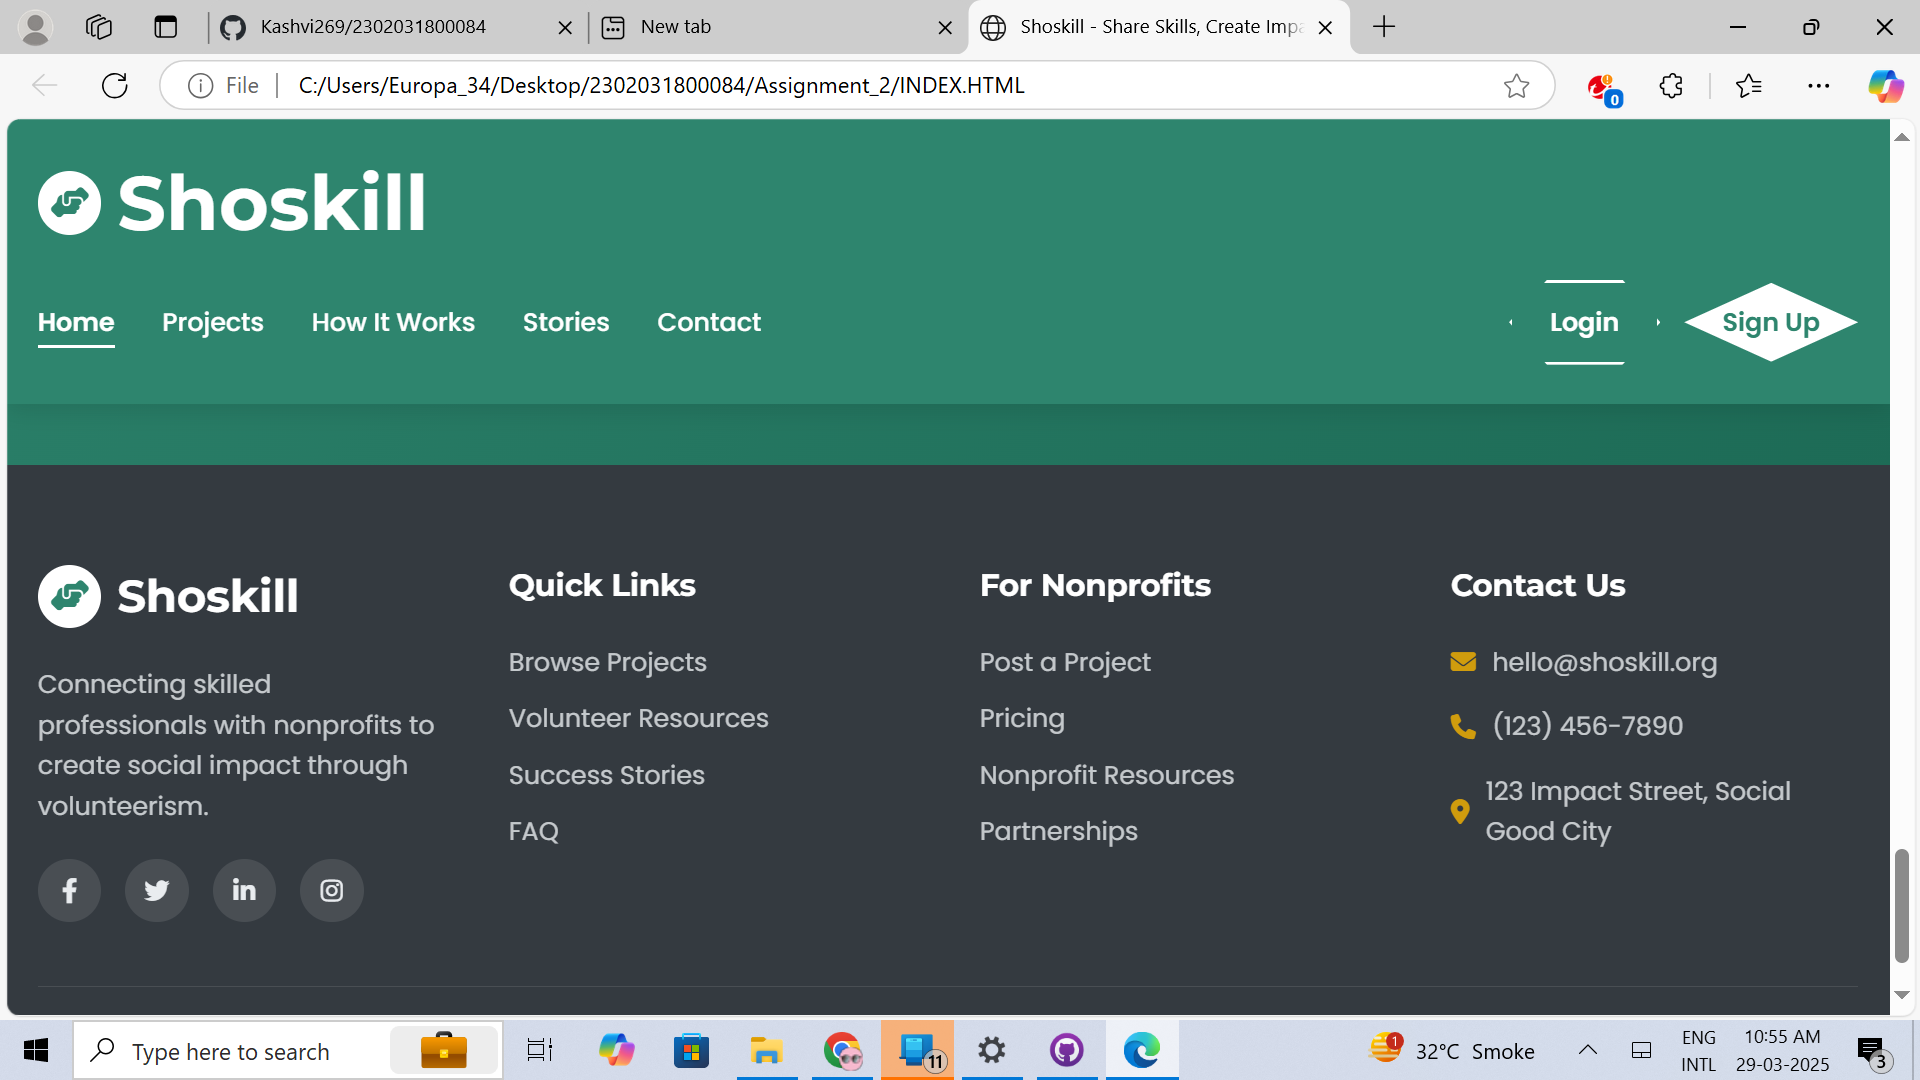 Kashvi269/2302031800084
New tab
Shoskill - Share Skills, Create Impa
File
C:/Users/Europa_34/Desktop/2302031800084/Assignment_2/INDEX.HTML
0
Shoskill
Home Projects How It Works Stories Contact Login Sign Up
Shoskill
Connecting skilled
professionals with nonprofits to
create social impact through
volunteerism.
Quick Links
Browse Projects
Volunteer Resources
Success Stories
FAQ
For Nonprofits
Post a Project
Pricing
Nonprofit Resources
Partnerships
Contact Us
hello@shoskill.org
(123) 456-7890
123 Impact Street, Social
Good City
Type here to search
11
1
32°C Smoke
ENG
INTL
10:55 AM
29-03-2025
3